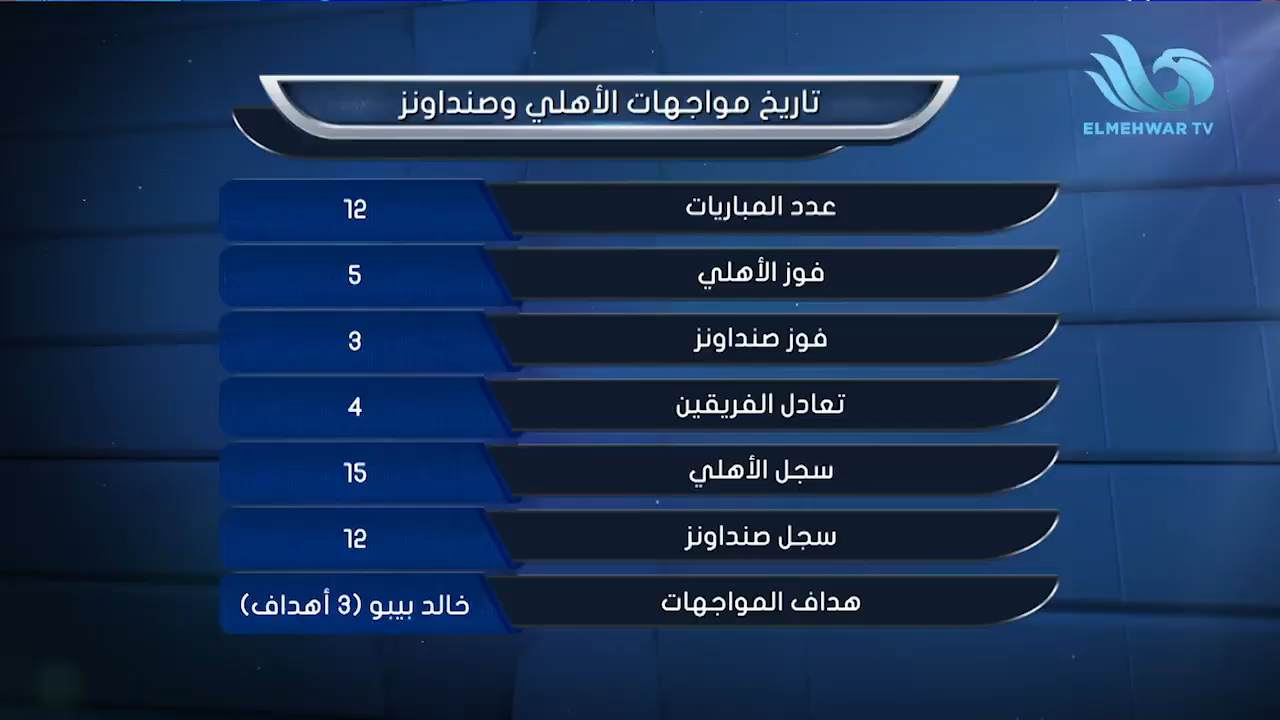 تاريخ مواجهات الأهلي وصنداونز
ELMEHWAR TV
عدد المباريات 12
فوز الأهلي 5
فوز صنداونز 3
تعادل الفريقين 4
سجل الأهلي 15
سجل صنداونز 12
هداف المواجهات خالد بيبو (3 أهداف)